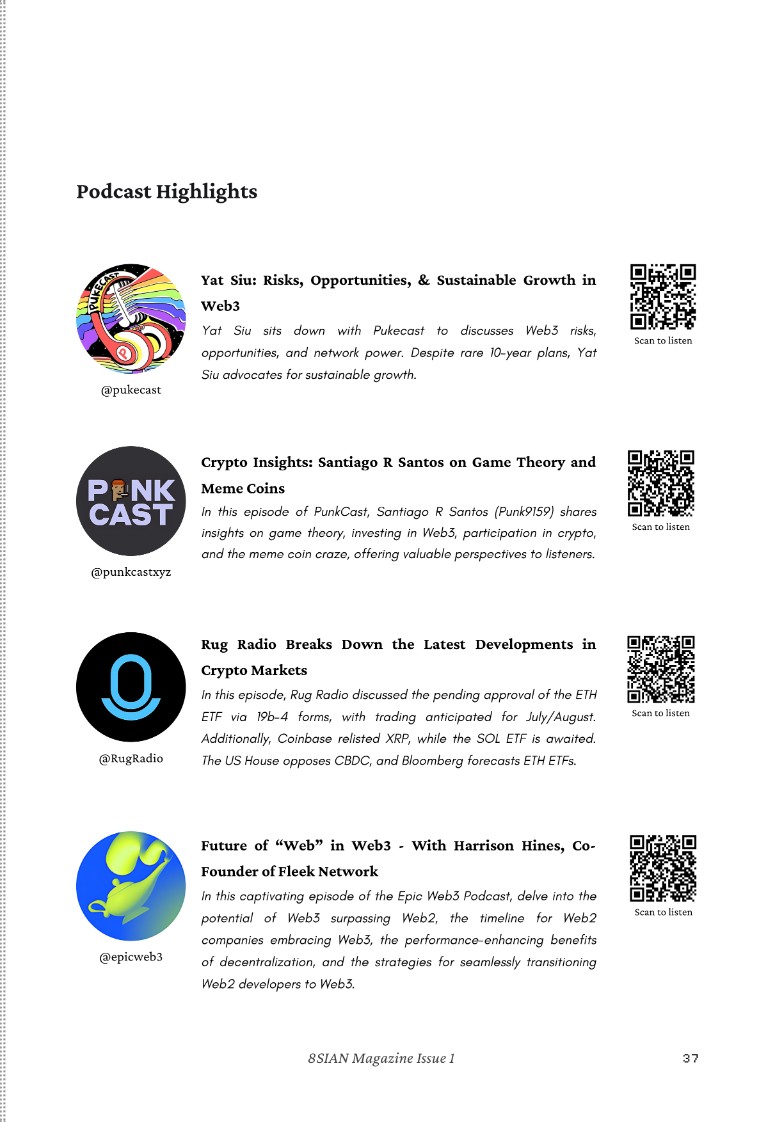 Podcast Highlights
PUKECAST
P
Yat Siu: Risks, Opportunities, & Sustainable Growth in
Web3
Yat Siu sits down with Pukecast to discusses Web3 risks,
opportunities, and network power. Despite rare 10-year plans, Yat
Siu advocates for sustainable growth.
@pukecast
Scan to listen
P NK
CAST
Crypto Insights: Santiago R Santos on Game Theory and
Meme Coins
In this episode of PunkCast, Santiago R Santos (Punk9159) shares
insights on game theory, investing in Web3, participation in crypto,
and the meme coin craze, offering valuable perspectives to listeners.
@punkcastxyz
Scan to listen
Rug Radio Breaks Down the Latest Developments in
Crypto Markets
In this episode, Rug Radio discussed the pending approval of the ETH
ETF via 19b-4 forms, with trading anticipated for July/August.
Additionally, Coinbase relisted XRP, while the SOL ETF is awaited.
The US House opposes CBDC, and Bloomberg forecasts ETH ETFs.
@RugRadio
Scan to listen
Future of “Web” in Web3 - With Harrison Hines, Co-
Founder of Fleek Network
In this captivating episode of the Epic Web3 Podcast, delve into the
potential of Web3 surpassing Web2, the timeline for Web2
companies embracing Web3, the performance-enhancing benefits
of decentralization, and the strategies for seamlessly transitioning
Web2 developers to Web3.
@epicweb3
Scan to listen
8SIAN Magazine Issue 1
37